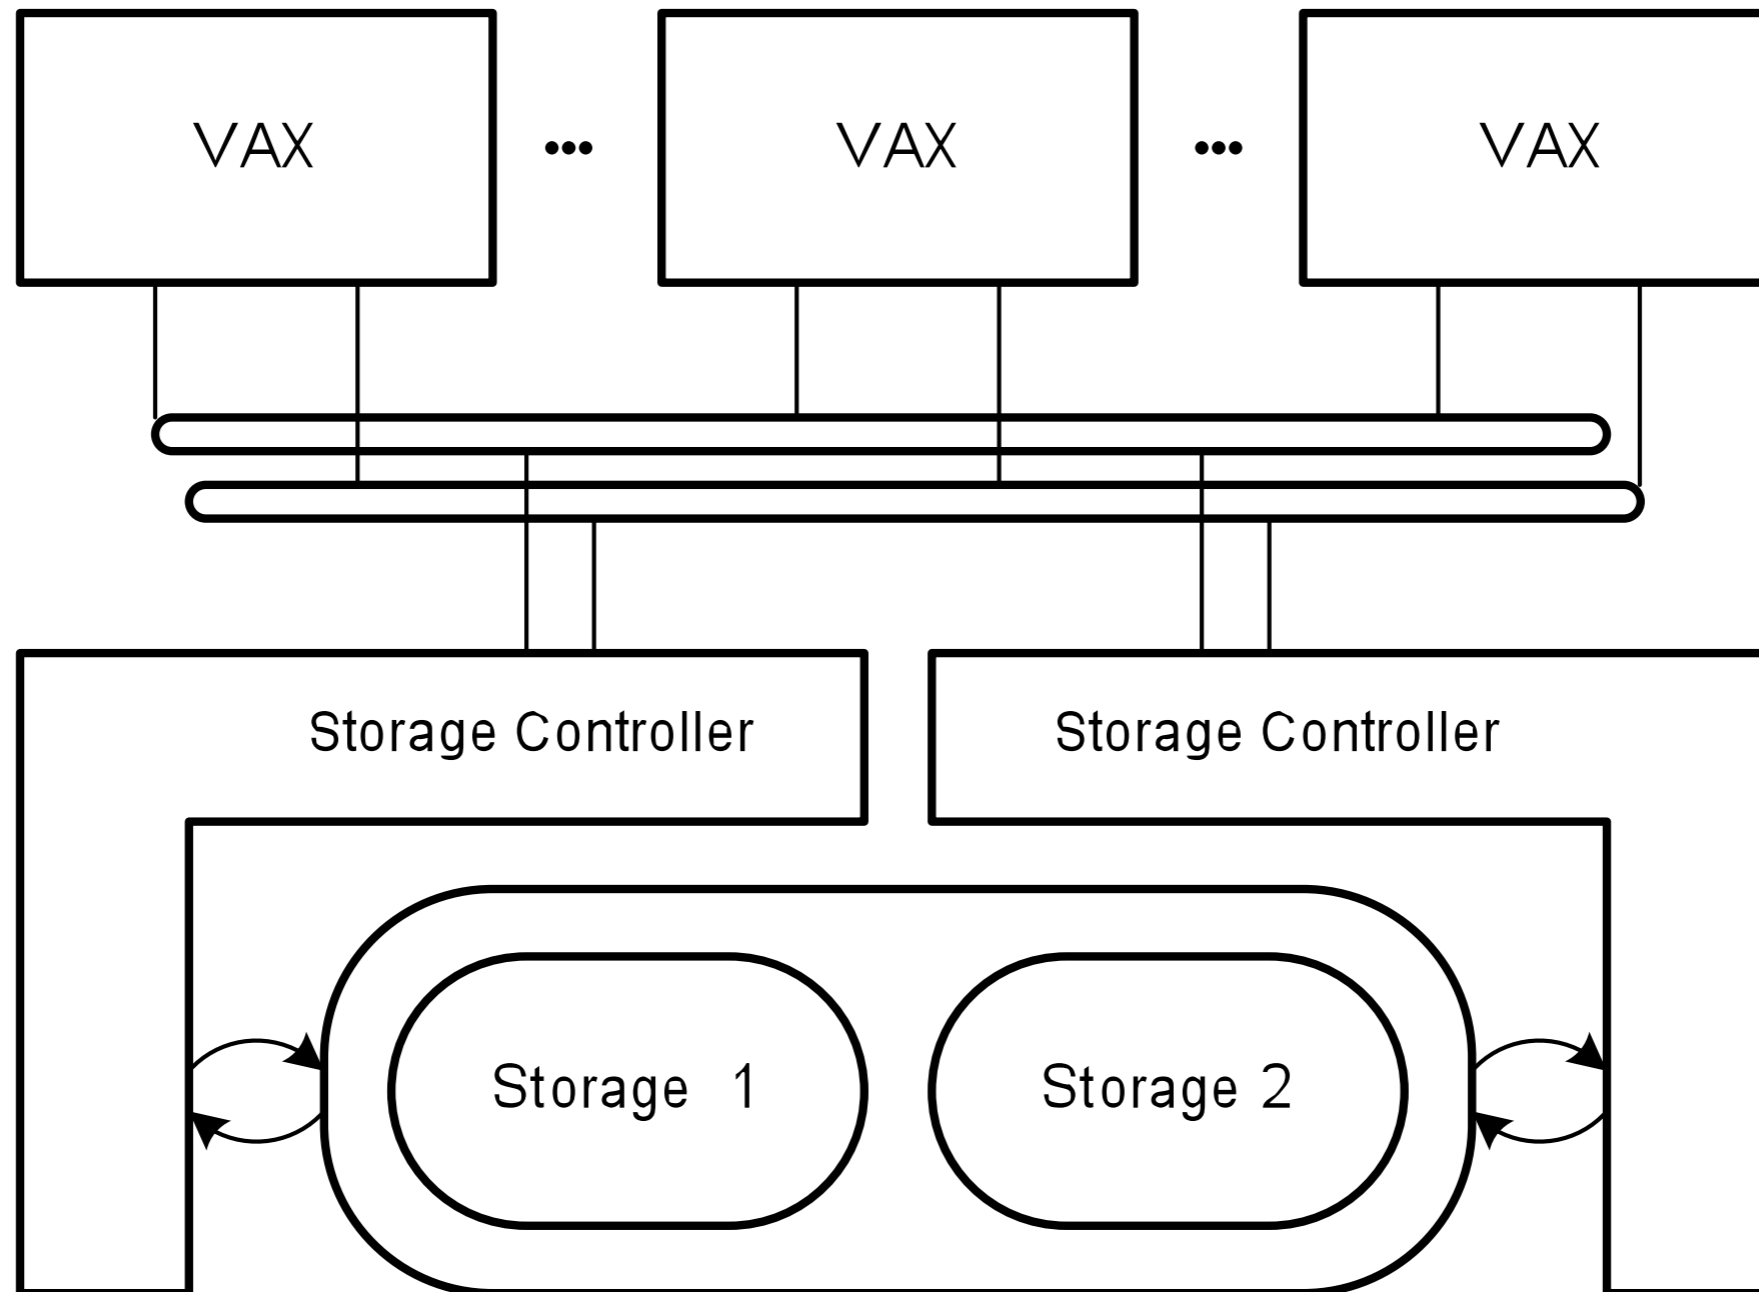 VAX ••• VAX ••• VAX
Storage Controller Storage Controller
Storage 1 Storage 2